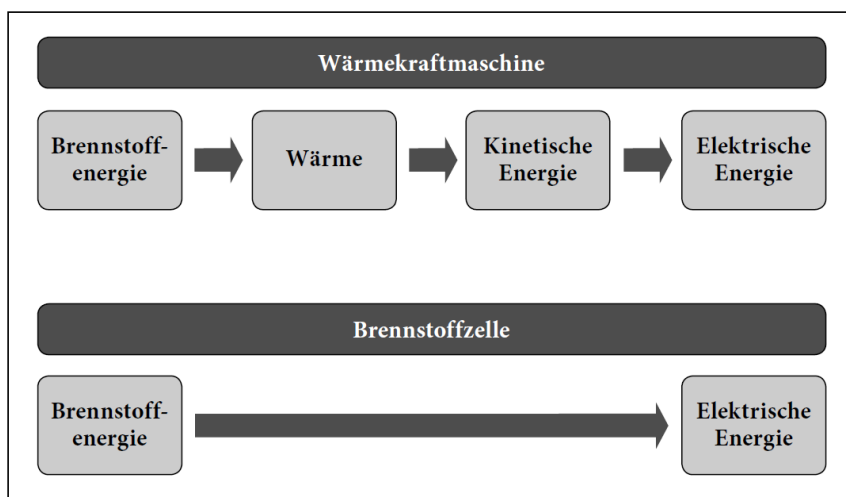 Wärmekraftmaschine
Brennstoff-
energie
Wärme
Kinetische
Energie
Elektrische
Energie
Brennstoffzelle
Brennstoff-
energie
Elektrische
Energie